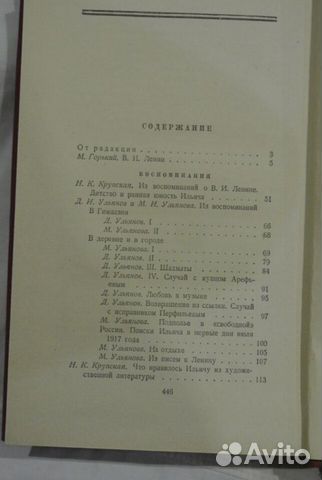 СОДЕРЖАНИЕ
От редакции 3
М. Горький. В. И. Ленин 5
ВОСПОМИНАНИЯ
Н. К. Крупская. Из воспоминаний о В. И. Ленине.
Детство и ранняя юность Ильича 51
Д. И. Ульянов и М. И. Ульянова. Из воспоминаний
В Гимназии
Д. Ульянов. I 66
М. Ульянова. II 68
В деревне и в городе
М. Ульянова. I 69
Д. Ульянов. II 79
Д. Ульянов. III. Шахматы 84
Д. Ульянов. IV. Случай с купцом Арефь-
евым 91
Д. Ульянов. Любовь к музыке 95
Д. Ульянов. Возвращение из ссылки. Случай
с исправником Перфильевым 97
М. Ульянова. Подполье в «свободной»
России. Поиски Ильича в первые дни июля
1917 года 100
М. Ульянова. На отдыхе 105
М. Ульянова. Из писем к Ленину 107
Н. К. Крупская. Что нравилось Ильичу из худо-
жественной литературы 113
446
Avito